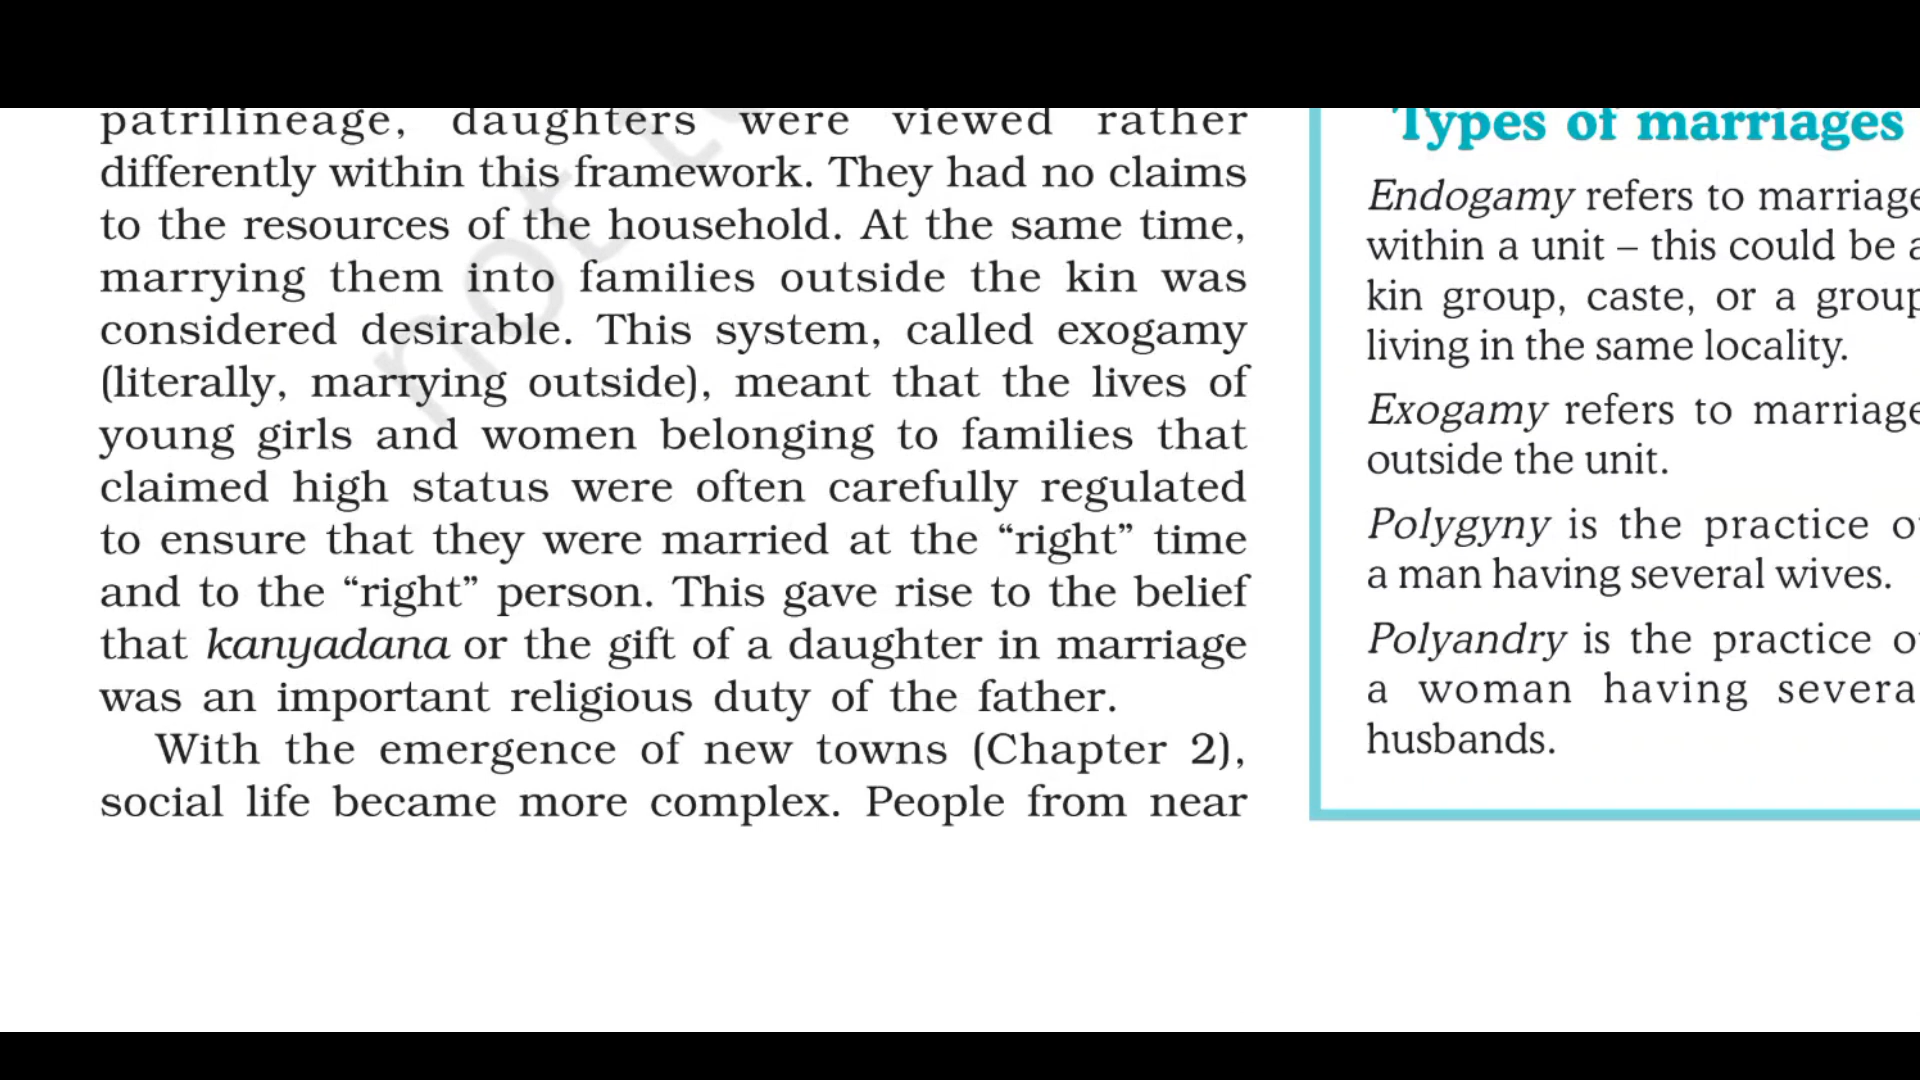 patrilineage, daughters were viewed rather
differently within this framework. They had no claims
to the resources of the household. At the same time,
marrying them into families outside the kin was
considered desirable. This system, called exogamy
(literally, marrying outside), meant that the lives of
young girls and women belonging to families that
claimed high status were often carefully regulated
to ensure that they were married at the “right” time
and to the “right” person. This gave rise to the belief
that kanyadana or the gift of a daughter in marriage
was an important religious duty of the father.
With the emergence of new towns (Chapter 2),
social life became more complex. People from near
Types of marriages
Endogamy refers to marriage
within a unit – this could be a
kin group, caste, or a group
living in the same locality.
Exogamy refers to marriage
outside the unit.
Polygyny is the practice
a man having several wives.
Polyandry is the practice
a woman having
husbands.
not